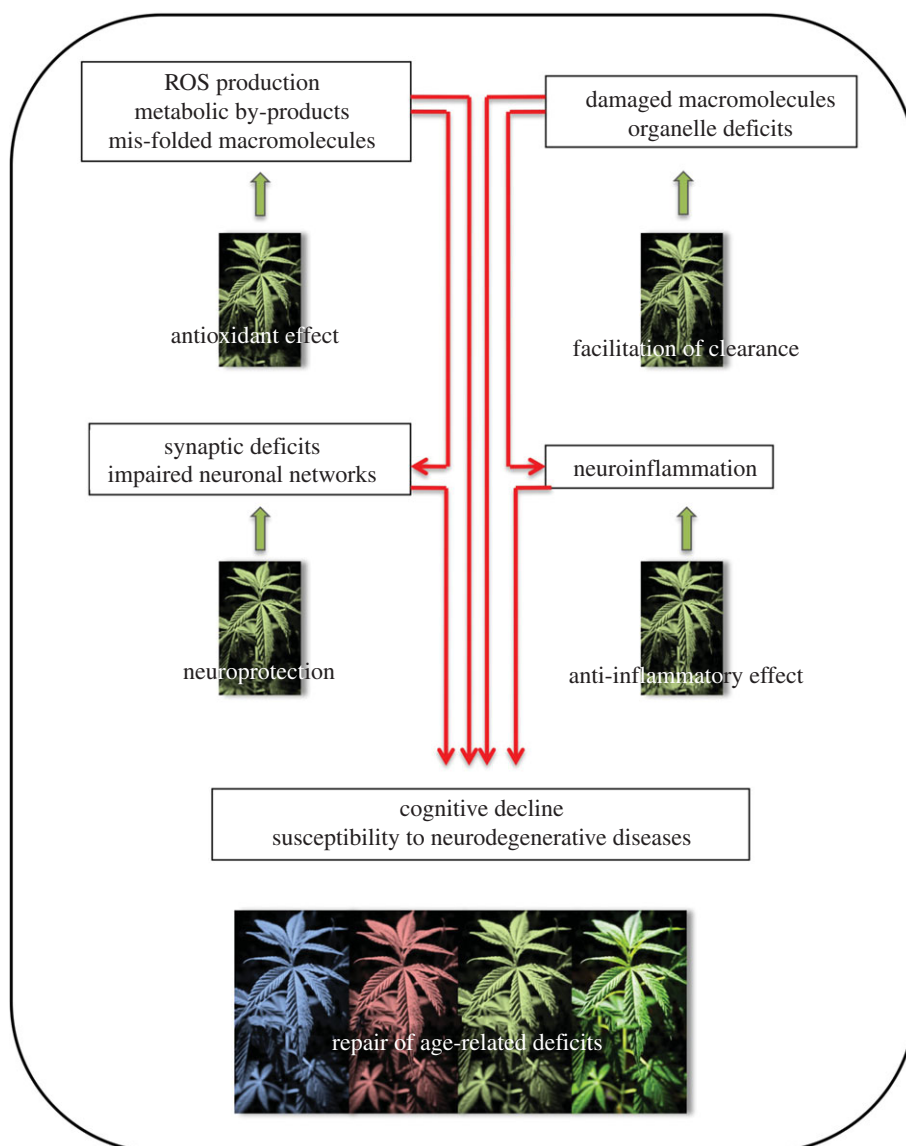 ROS production
metabolic by-products
mis-folded macromolecules
damaged macromolecules
organelle deficits
antioxidant effect
facilitation of clearance
synaptic deficits
impaired neuronal networks
neuroinflammation
neuroprotection
anti-inflammatory effect
cognitive decline
susceptibility to neurodegenerative diseases
repair of age-related deficits